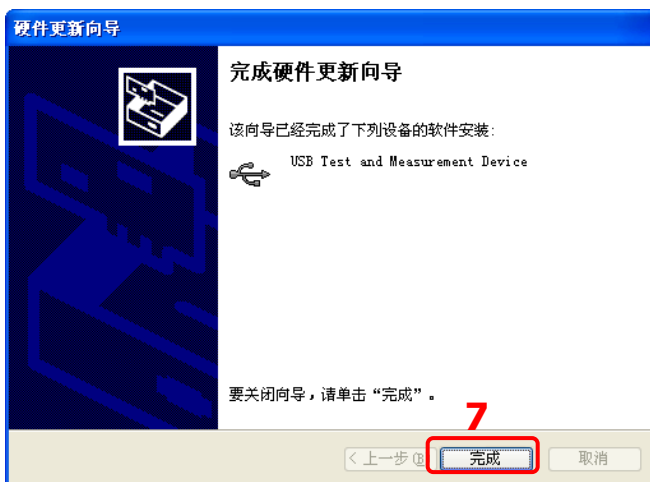 硬件更新向导
完成硬件更新向导
该向导已经完成了下列设备的软件安装:
USB Test and Measurement Device
要关闭向导，请单击“完成”。
7
<上一步(B) 完成 取消